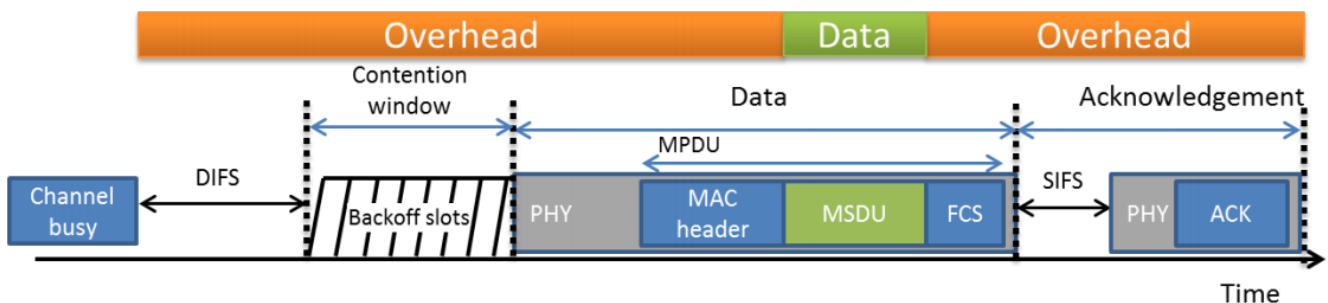 Overhead Data Overhead
Contention
window
Data
Acknowledgement
MPDU
DIFS
SIFS
Channel
busy
Backoff slots
PHY
MAC
header
MSDU
FCS
PHY
ACK
Time